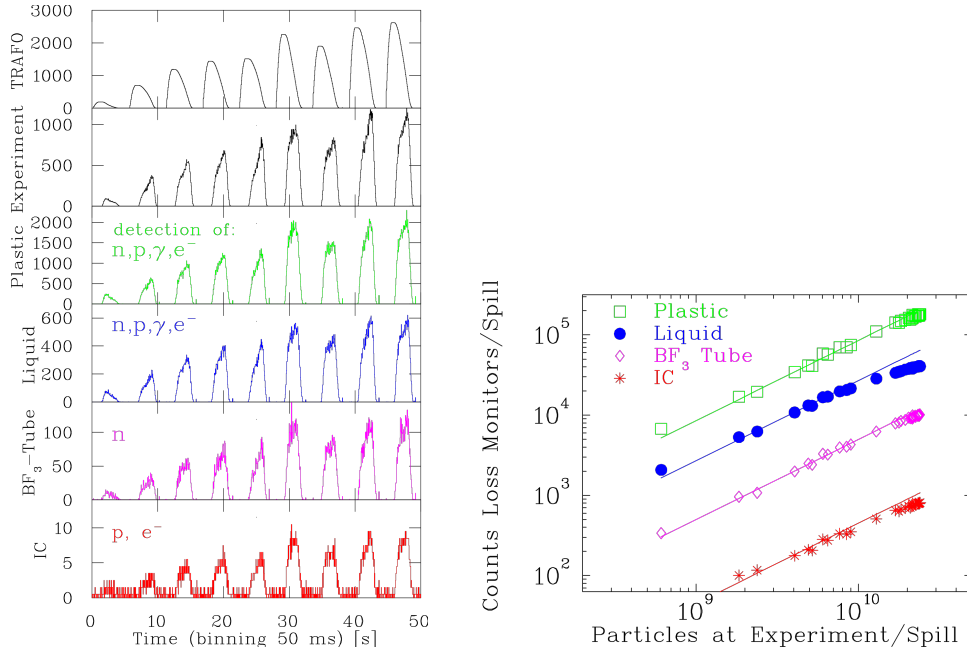 TRAFO
3000
2000
1000
0
Experiment
1000
500
0
Plastic
2000
1500
1000
500
0
detection of:
n,p,γ,e⁻
Liquid
600
400
200
0
n,p,γ,e⁻
BF₃-Tube
100
50
0
n
IC
10
5
0
p, e⁻
0 10 20 30 40 50
Time (binning 50 ms) [s]
Counts Loss Monitors/Spill
10⁵
10⁴
10³
10²
Plastic
Liquid
BF₃ Tube
IC
10⁹ 10¹⁰
Particles at Experiment/Spill